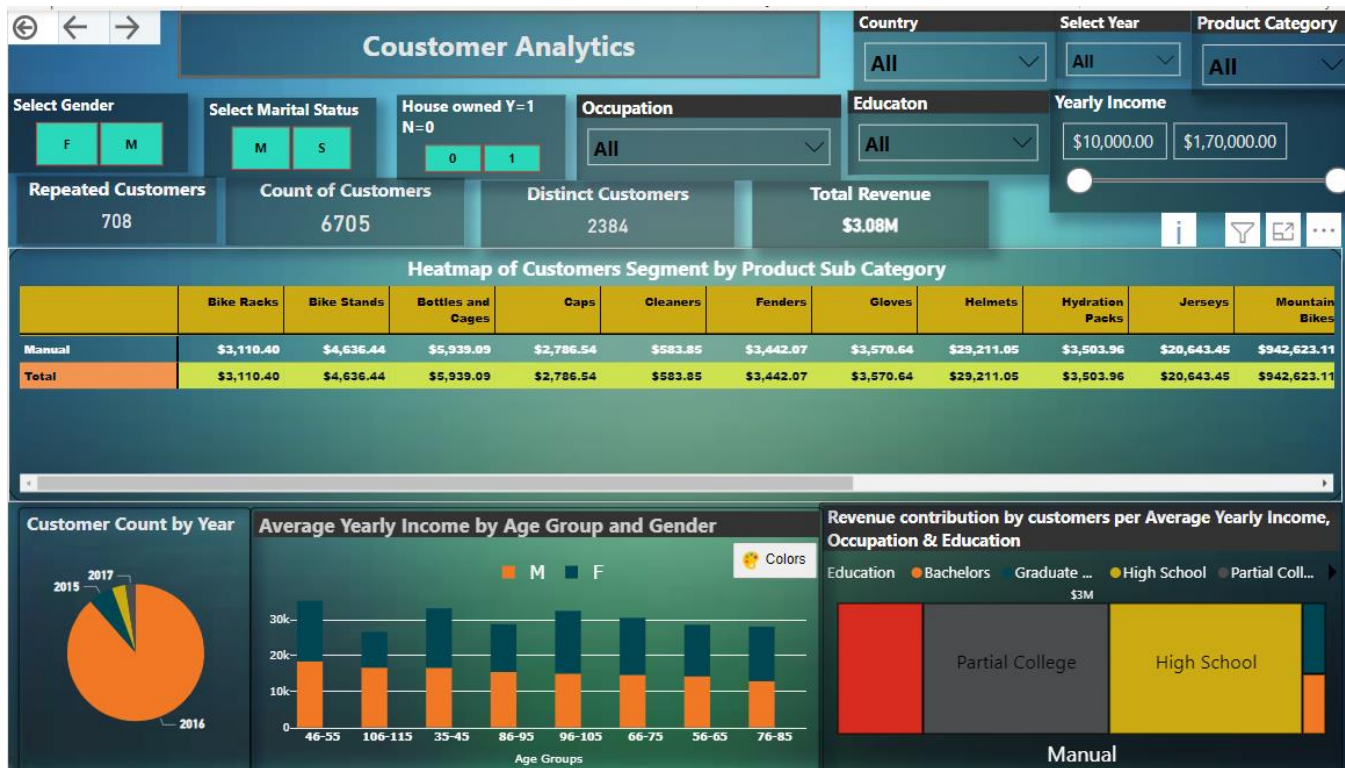 Coustomer Analytics
Country
All
Select Year
All
Product Category
All
Select Gender
F M
Select Marital Status
M S
House owned Y=1
N=0
0 1
Occupation
All
Educaton
All
Yearly Income
$10,000.00 $1,70,000.00
Repeated Customers
708
Count of Customers
6705
Distinct Customers
2384
Total Revenue
$3.08M
i
Heatmap of Customers Segment by Product Sub Category
Bike Racks Bike Stands Bottles and Cages Caps Cleaners Fenders Gloves Helmets Hydration Packs Jerseys Mountain Bikes
Manual $3,110.40 $4,636.44 $5,939.09 $2,786.54 $583.85 $3,442.07 $3,570.64 $29,211.05 $3,503.96 $20,643.45 $942,623.11
Total $3,110.40 $4,636.44 $5,939.09 $2,786.54 $583.85 $3,442.07 $3,570.64 $29,211.05 $3,503.96 $20,643.45 $942,623.11
Customer Count by Year
2017
2015
2016
Average Yearly Income by Age Group and Gender
Colors
M F
30k
20k
10k
0
46-55 106-115 35-45 86-95 96-105 66-75 56-65 76-85
Age Groups
Revenue contribution by customers per Average Yearly Income,
Occupation & Education
Education Bachelors Graduate ... High School Partial Coll...
$3M
Partial College High School
Manual